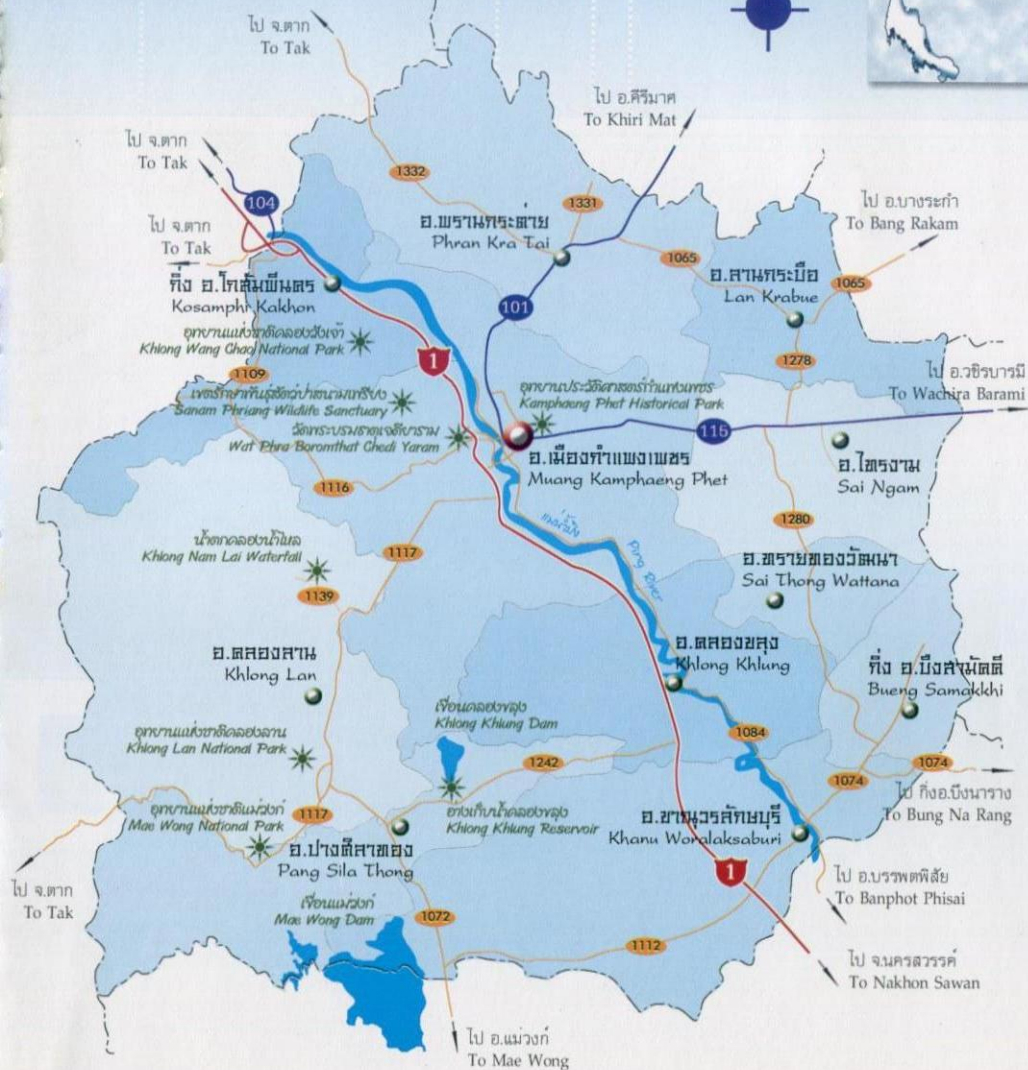 ไป จ.ตาก
To Tak
ไป อ.คีรีมาศ
To Khiri Mat
ไป จ.ตาก
To Tak
1332
1331
104
ไป อ.บางระกำ
To Bang Rakam
ไป จ.ตาก
To Tak
อ.พรานกระต่าย
Phran Kra Tai
1065
อ.ลานกระบือ
Lan Krabue
1065
กิ่ง อ.โกสัมพีนคร
Kosamphi Kakhon
101
อุทยานแห่งชาติคลองวังเจ้า
Khlong Wang Chao National Park
1
1278
ไป อ.วชิรบารมี
To Wachira Barami
1109
เขตรักษาพันธุ์สัตว์ป่าสนามเพรียง
Sanam Phriang Wildlife Sanctuary
อุทยานประวัติศาสตร์กำแพงเพชร
Kamphaeng Phet Historical Park
วัดพระบรมธาตุเจดียาราม
Wat Phra Boromthat Chedi Yaram
115
อ.เมืองกำแพงเพชร
Muang Kamphaeng Phet
อ.ไทรงาม
Sai Ngam
1116
1280
น้ำตกคลองน้ำไหล
Khlong Nam Lai Waterfall
1117
แม่น้ำปิง
Ping River
อ.ทรายทองวัฒนา
Sai Thong Wattana
1139
อ.คลองลาน
Khlong Lan
อ.คลองขลุง
Khlong Khlung
กิ่ง อ.บึงสามัคคี
Bueng Samakkhi
เขื่อนคลองขลุง
Khlong Khlung Dam
อุทยานแห่งชาติคลองลาน
Khlong Lan National Park
1242
1084
1074
1074
ไป กิ่งอ.บึงนาราง
To Bung Na Rang
อุทยานแห่งชาติแม่วงก์
Mae Wong National Park
1117
อ่างเก็บน้ำคลองขลุง
Khlong Khlung Reservoir
อ.ขาณุวรลักษบุรี
Khanu Woralaksaburi
อ.ปางศิลาทอง
Pang Sila Thong
1
ไป จ.ตาก
To Tak
ไป อ.บรรพตพิสัย
To Banphot Phisai
เขื่อนแม่วงก์
Mae Wong Dam
1072
1112
ไป จ.นครสวรรค์
To Nakhon Sawan
ไป อ.แม่วงก์
To Mae Wong